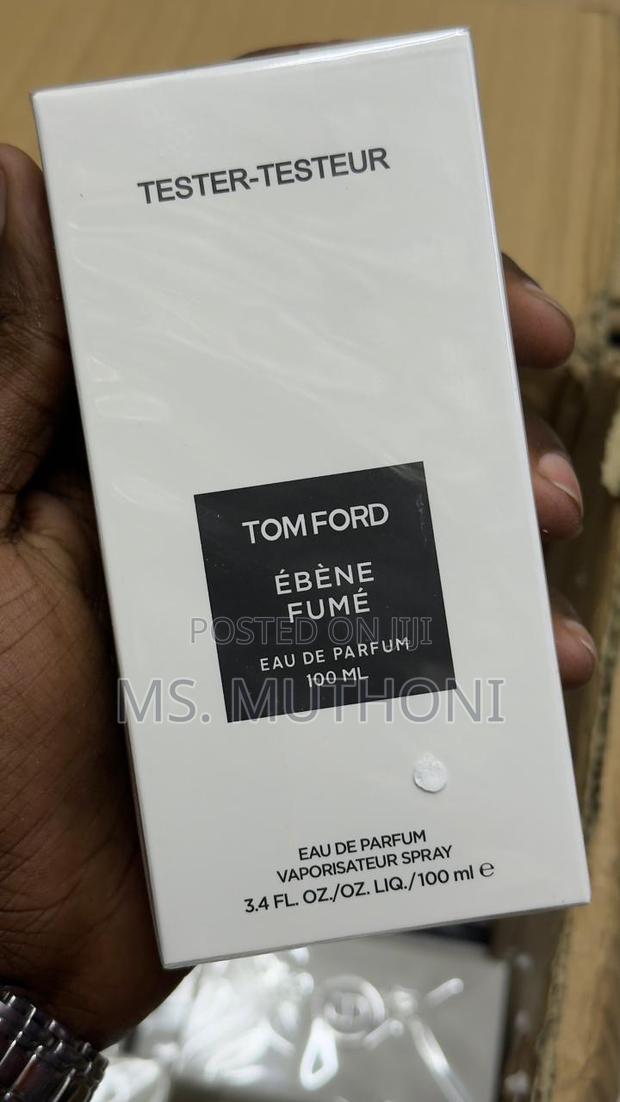 TESTER-TESTEUR
TOM FORD
ÉBÈNE
FUMÉ
POSTED ON JIJI
EAU DE PARFUM
100 ML
MS. MUTHONI
EAU DE PARFUM
VAPORISATEUR SPRAY
3.4 FL. OZ./OZ. LIQ./100 ml e